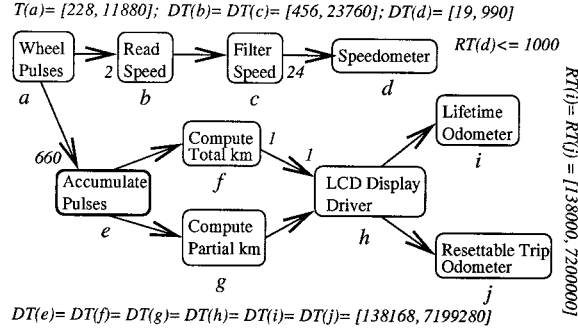 T(a)= [228, 11880]; DT(b)= DT(c)= [456, 23760]; DT(d)= [19, 990]
RT(d)<= 1000
Wheel
Pulses
a
2
Read
Speed
b
Filter
Speed
c
24
Speedometer
d
RT(i)= RT(j) = [138000, 7200000]
660
Accumulate
Pulses
e
Compute
Total km
f
1
1
Compute
Partial km
g
LCD Display
Driver
h
Lifetime
Odometer
i
Resettable Trip
Odometer
j
DT(e)= DT(f)= DT(g)= DT(h)= DT(i)= DT(j)= [138168, 7199280]